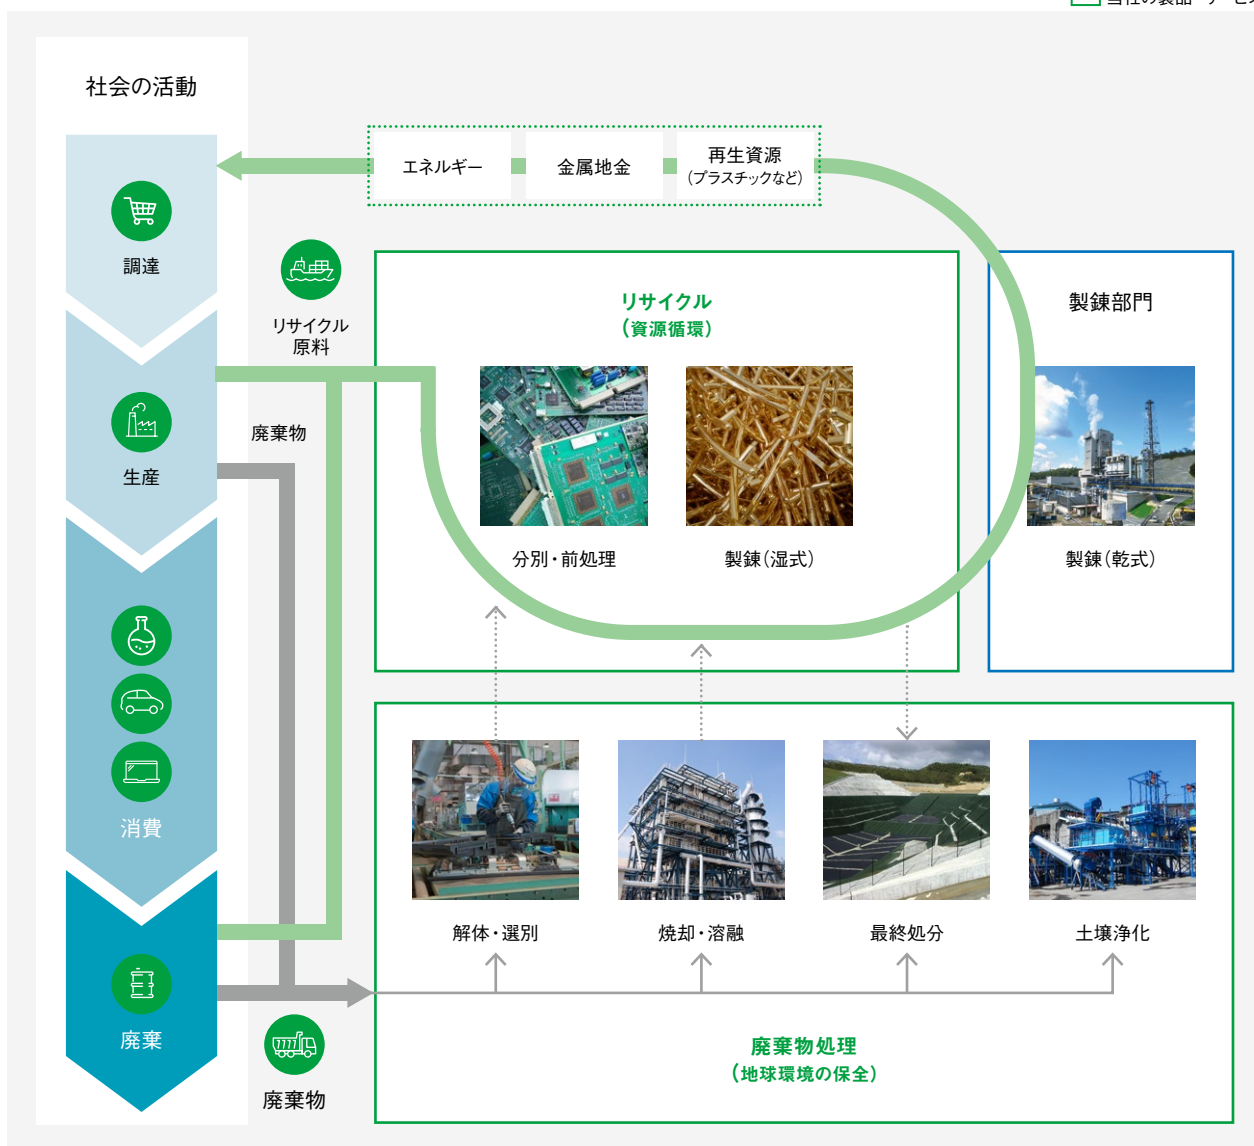 社会の活動
エネルギー
金属地金
再生資源
(プラスチックなど)
調達
リサイクル
原料
リサイクル
(資源循環)
製錬部門
廃棄物
生産
分別・前処理
製錬(湿式)
製錬(乾式)
消費
解体・選別
焼却・溶融
最終処分
土壌浄化
廃棄
廃棄物
廃棄物処理
(地球環境の保全)